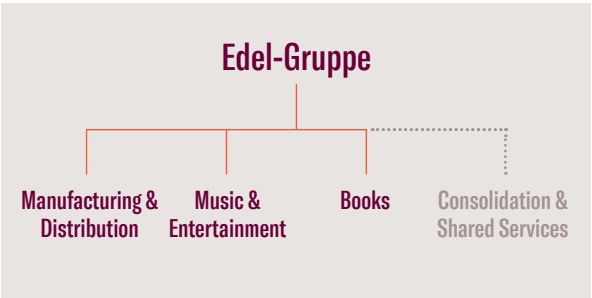 Edel-Gruppe
Manufacturing &
Distribution
Music &
Entertainment
Books
Consolidation &
Shared Services